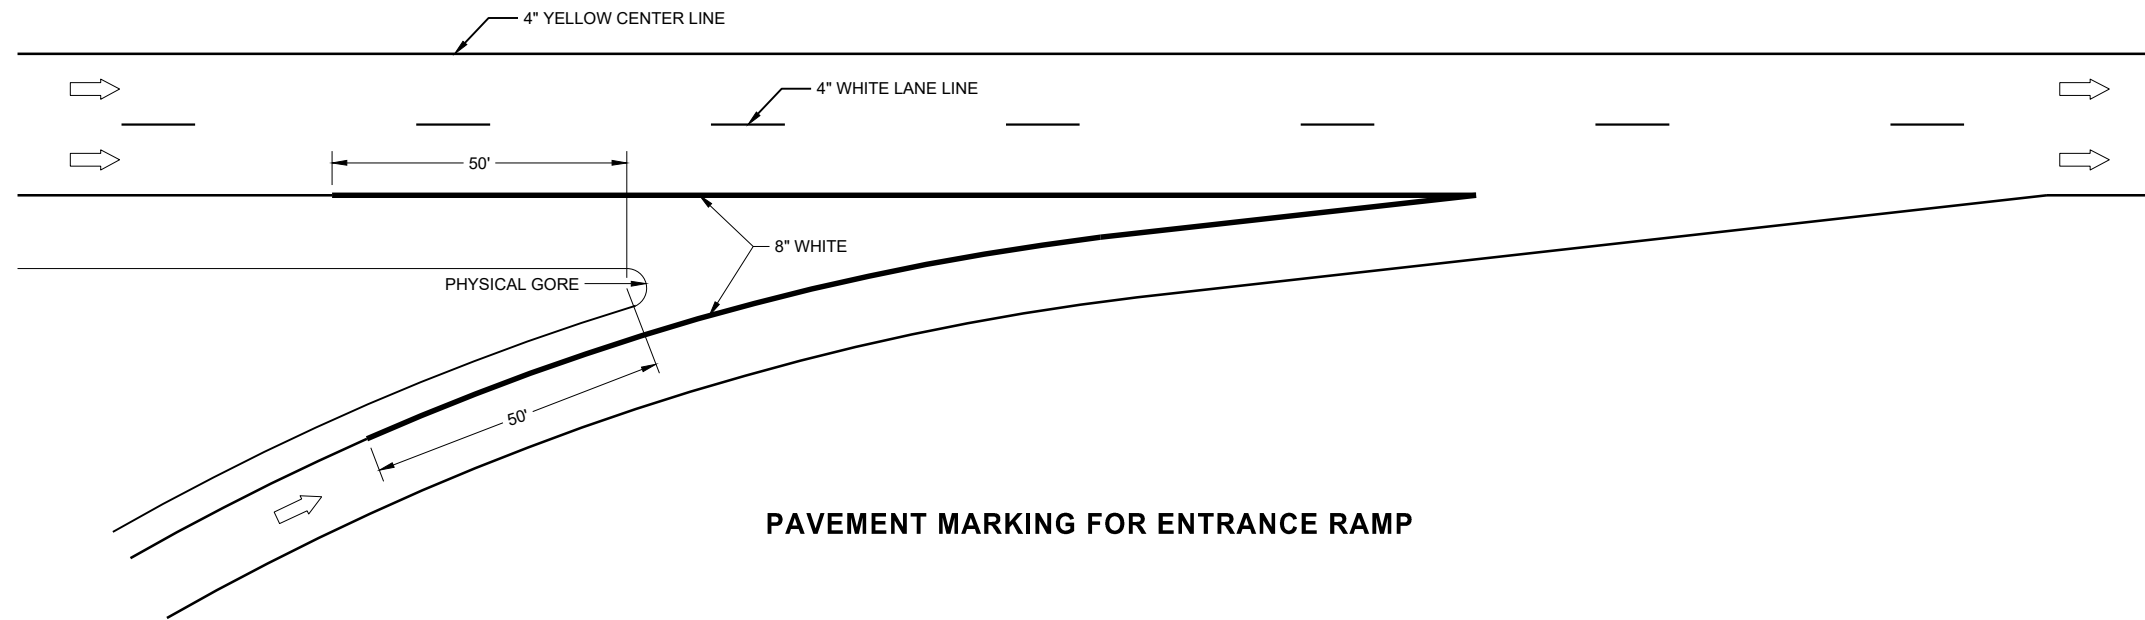 4" YELLOW CENTER LINE
4" WHITE LANE LINE
50'
8" WHITE
PHYSICAL GORE
50'
PAVEMENT MARKING FOR ENTRANCE RAMP